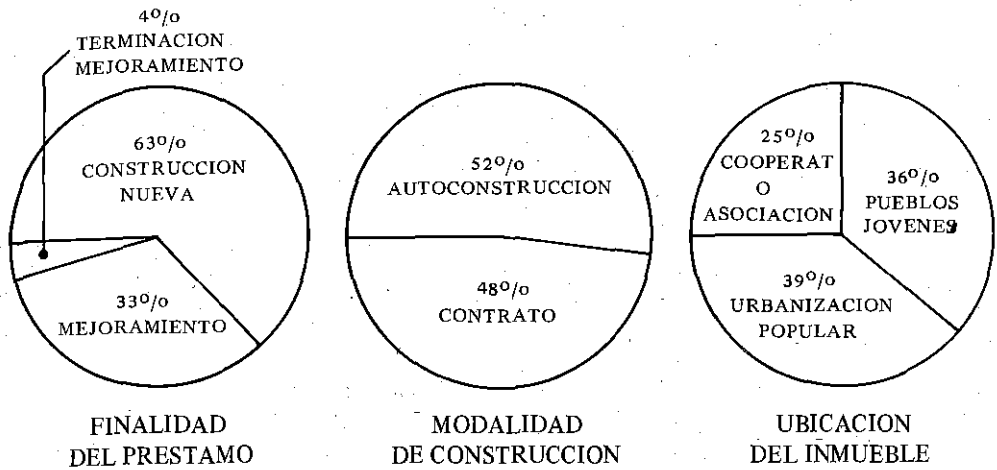 4º/o
TERMINACION
MEJORAMIENTO
63º/o
CONSTRUCCION
NUEVA
33º/o
MEJORAMIENTO
FINALIDAD
DEL PRESTAMO
52º/o
AUTOCONSTRUCCION
48º/o
CONTRATO
MODALIDAD
DE CONSTRUCCION
25º/o
COOPERAT
O
ASOCIACION
36º/o
PUEBLOS
JOVENES
39º/o
URBANIZACION
POPULAR
UBICACION
DEL INMUEBLE